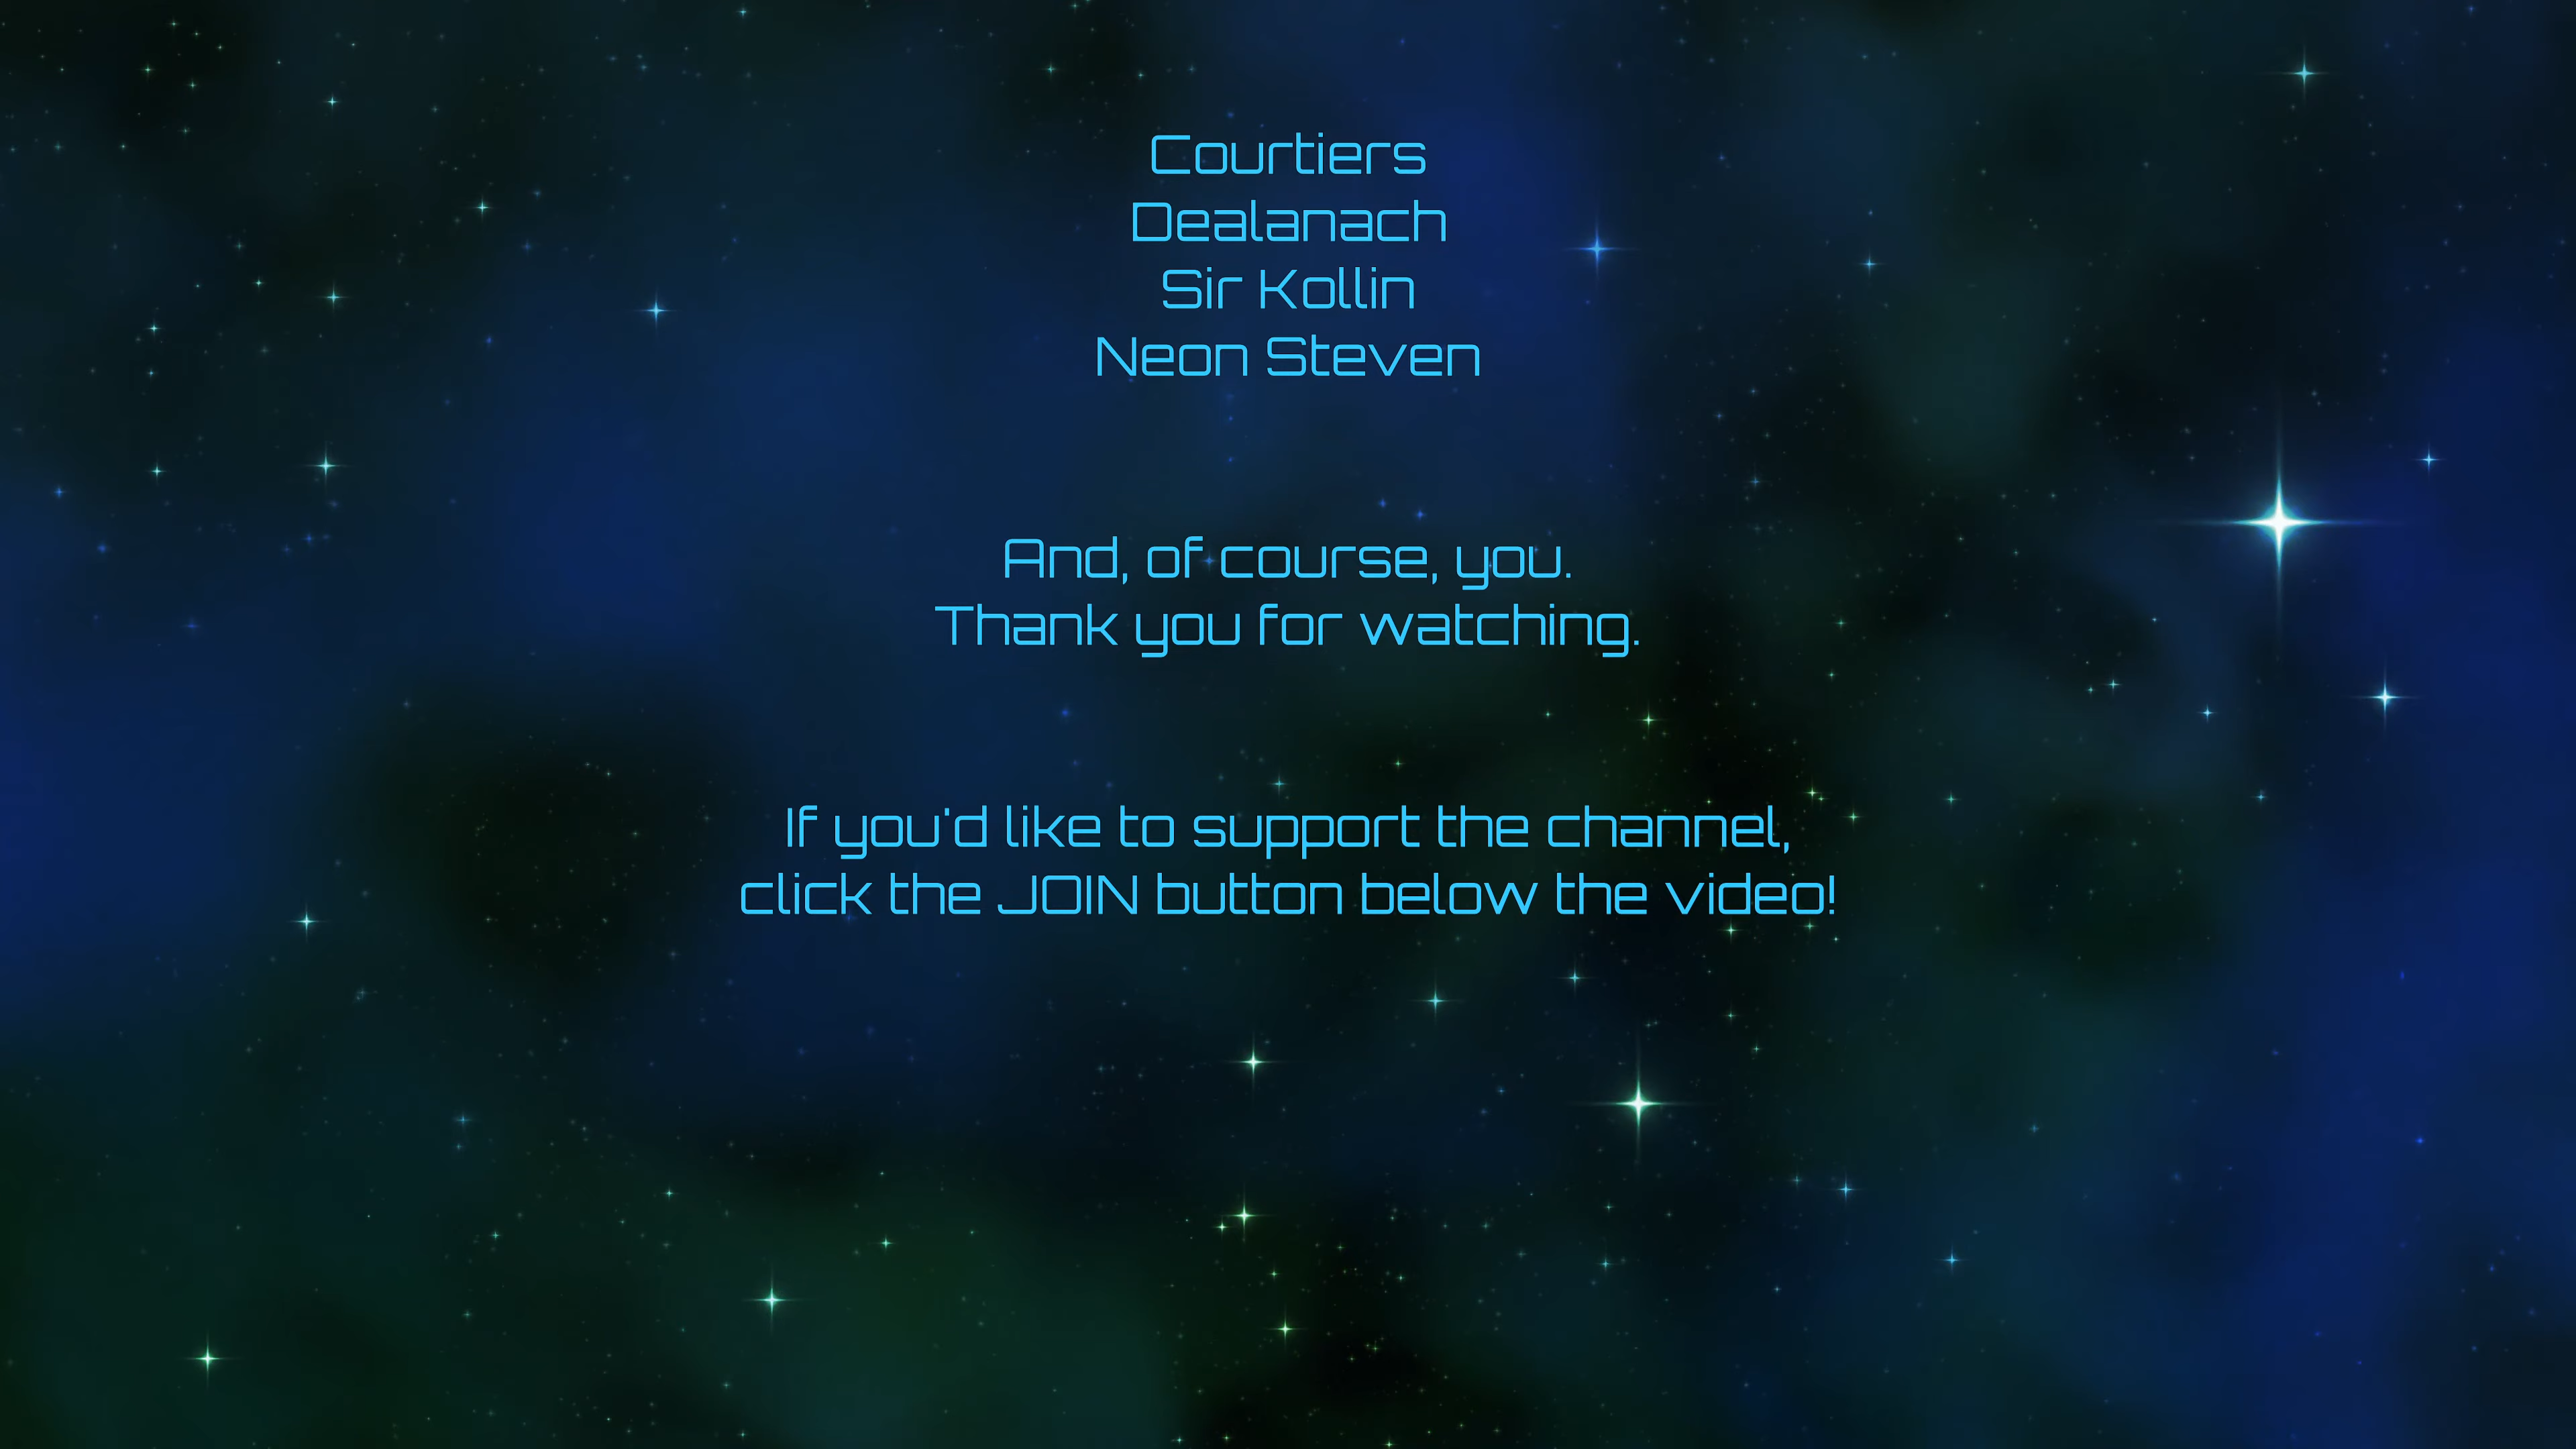 Courtiers
Dealanach
Sir Kollin
Neon Steven
And, of course, you.
Thank you for watching.
If you'd like to support the channel,
click the JOIN button below the video!